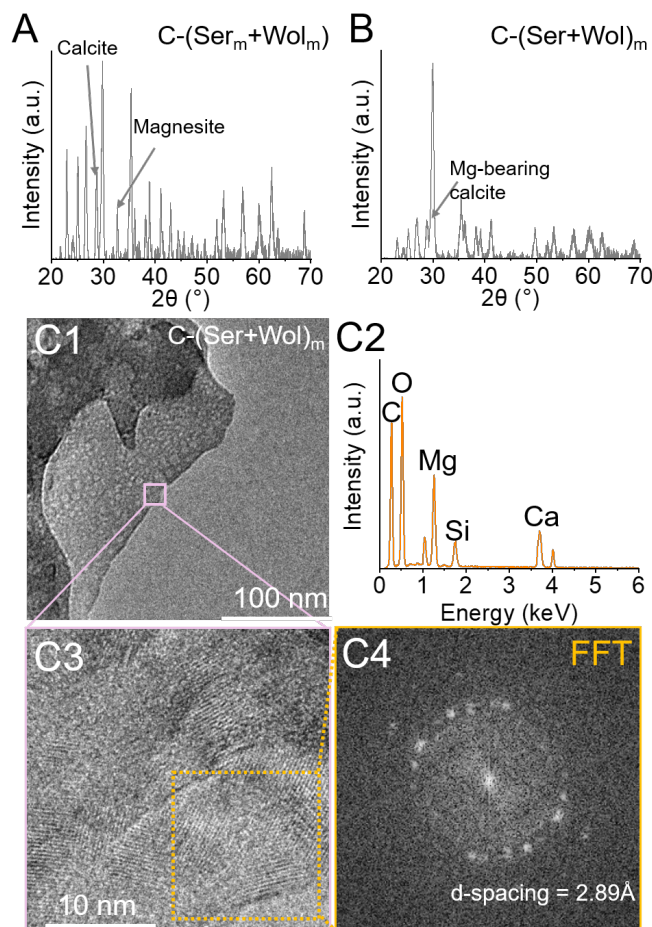 A
C-(Serₘ+Wolₘ)
Calcite
Magnesite
Intensity (a.u.)
20 30 40 50 60 70
2θ (°)
B
C-(Ser+Wol)ₘ
Mg-bearing
calcite
Intensity (a.u.)
20 30 40 50 60 70
2θ (°)
C1
C-(Ser+Wol)ₘ
100 nm
C2
O
C
Mg
Si
Ca
Intensity (a.u.)
0 1 2 3 4 5 6
Energy (keV)
C3
10 nm
C4
FFT
d-spacing = 2.89Å